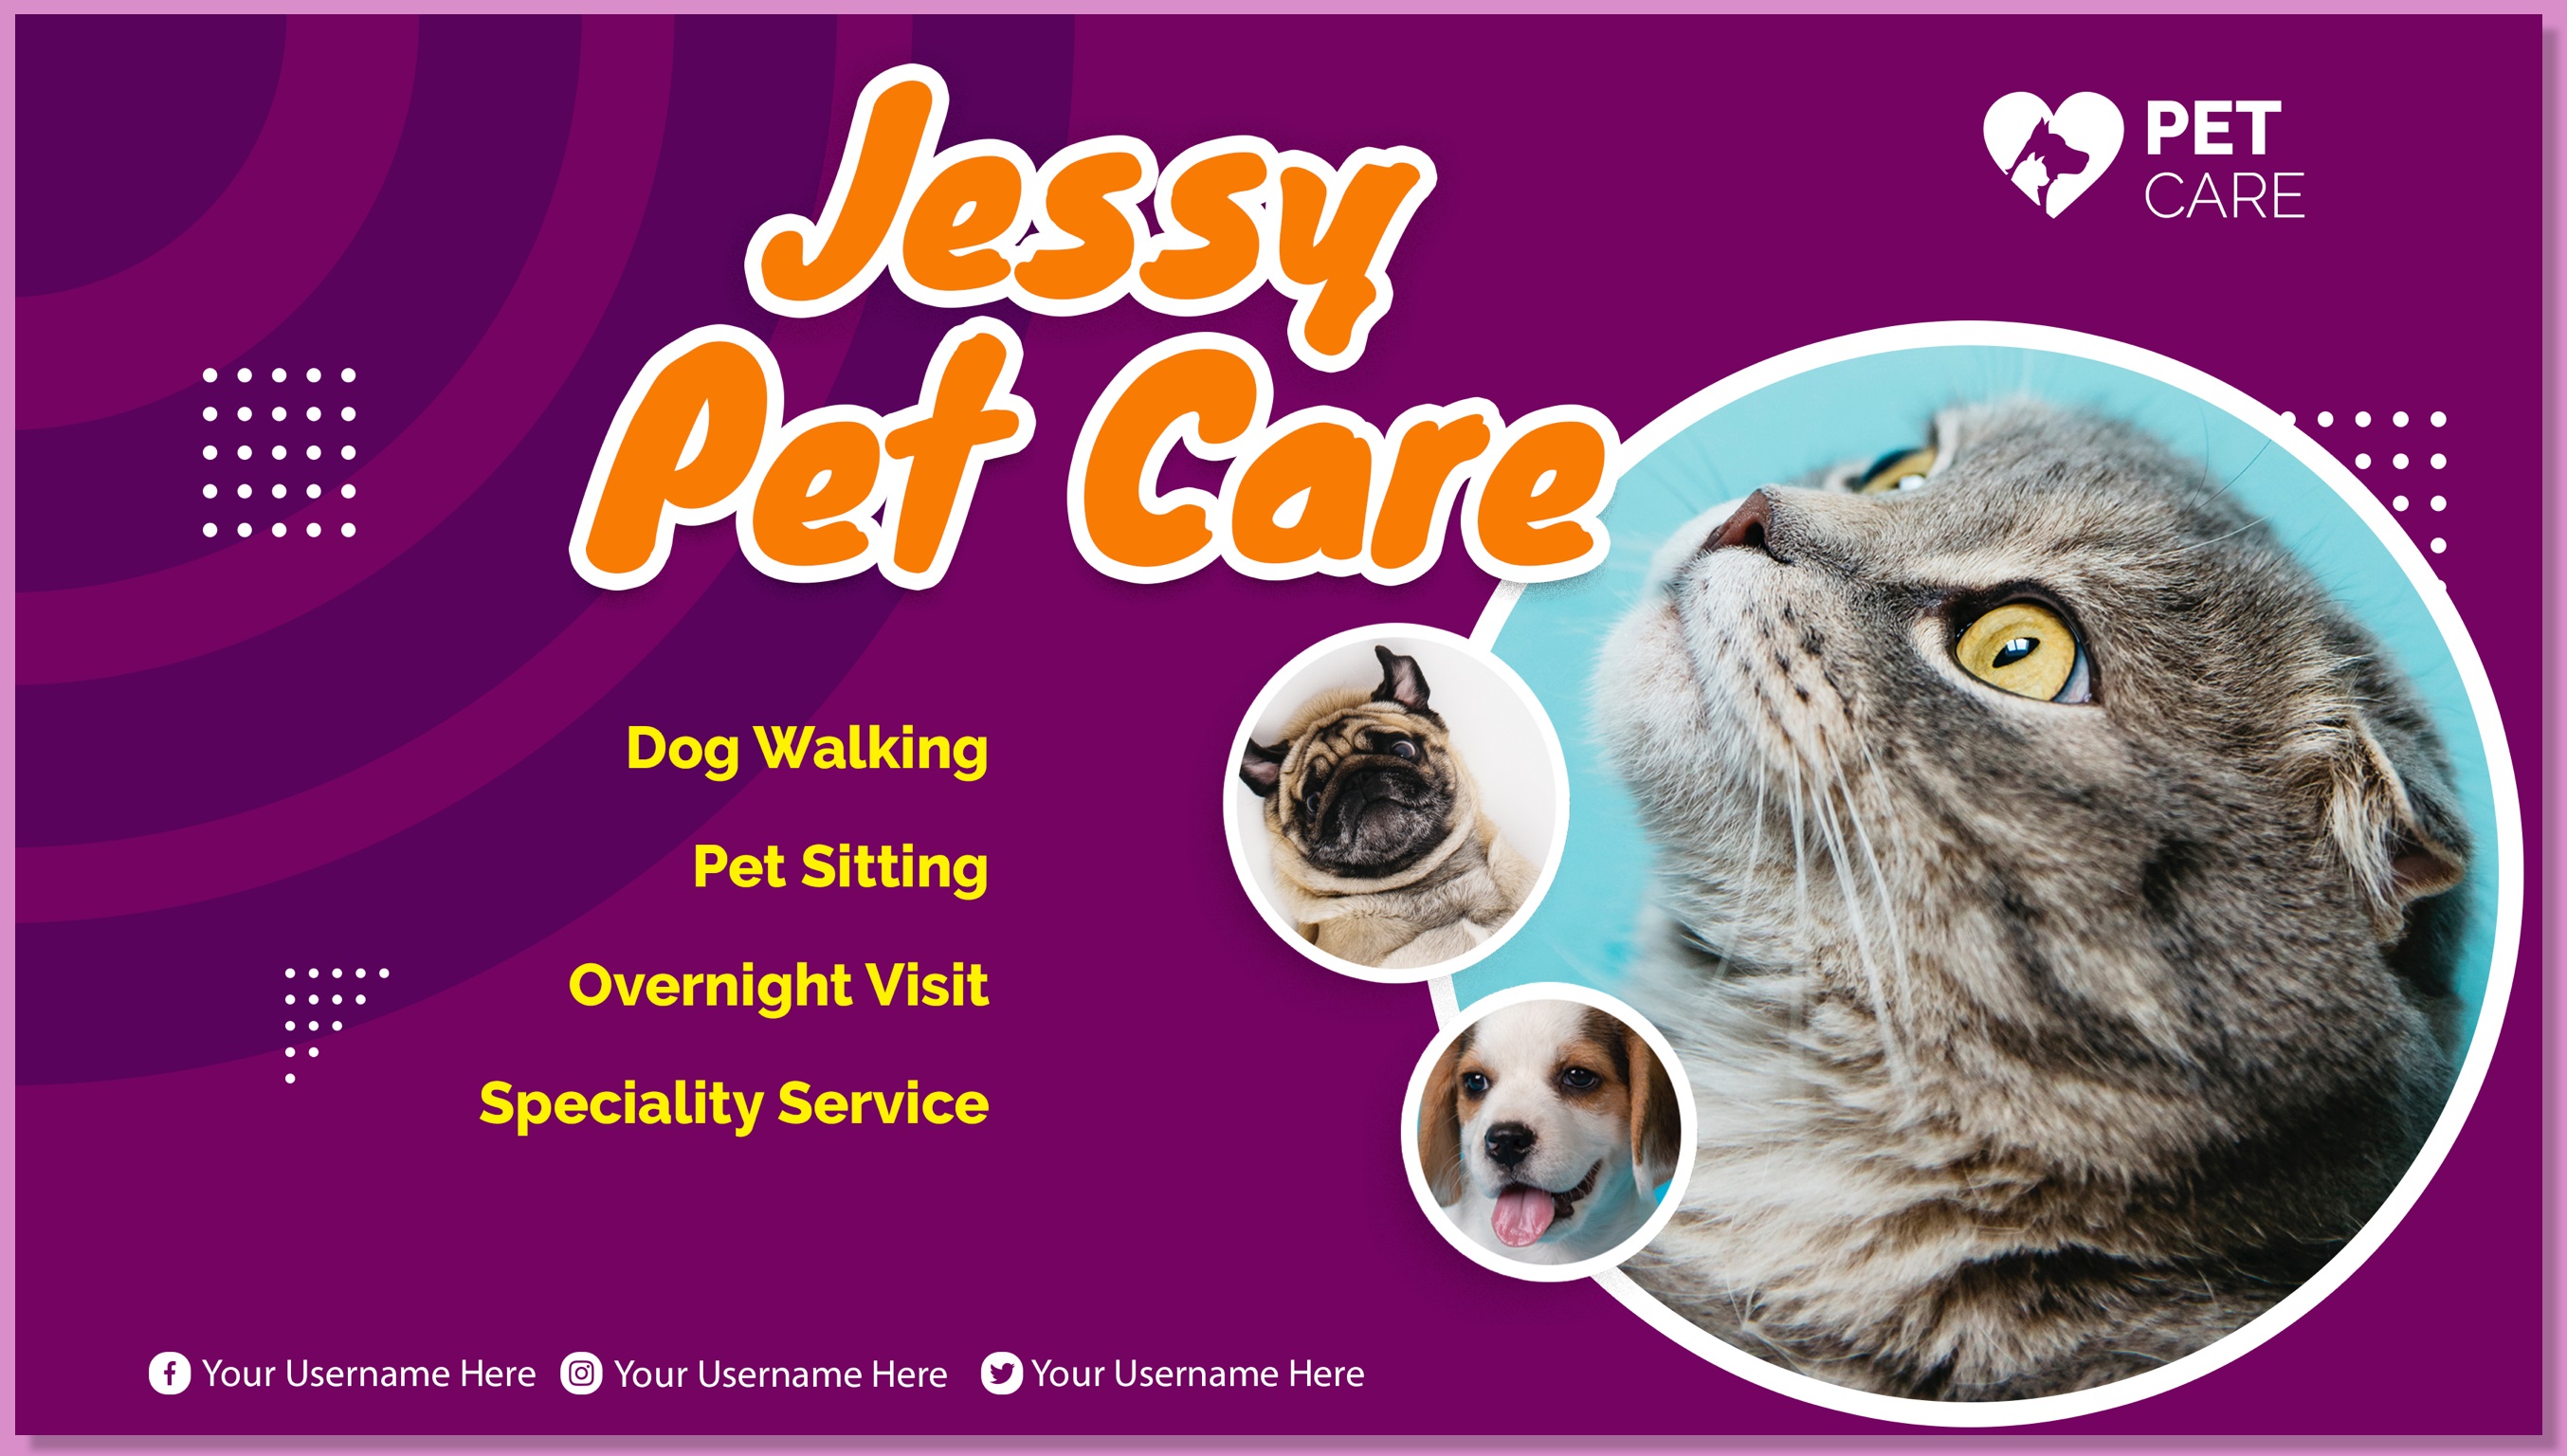 Jessy
Pet Care
PET
CARE
Dog Walking
Pet Sitting
Overnight Visit
Speciality Service
Your Username Here
Your Username Here
Your Username Here